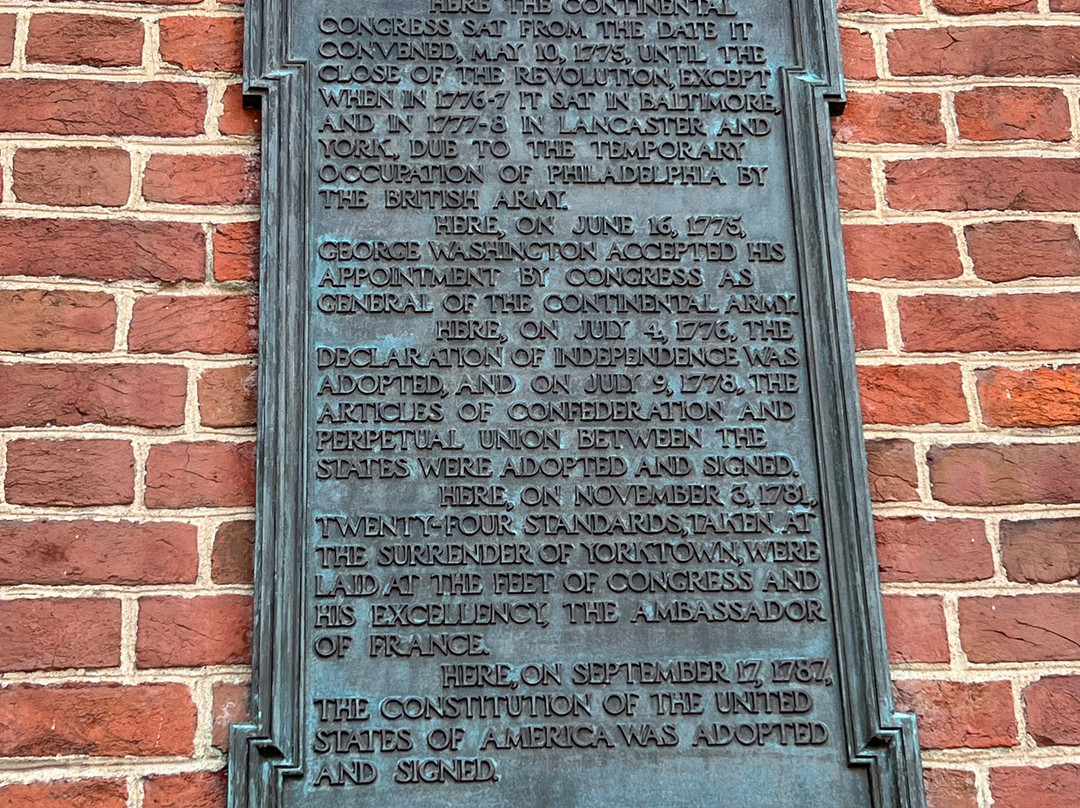 HERE THE CONTINENTAL
CONGRESS SAT FROM THE DATE IT
CONVENED, MAY 10, 1775, UNTIL THE
CLOSE OF THE REVOLUTION, EXCEPT
WHEN IN 1776-7 IT SAT IN BALTIMORE,
AND IN 1777-8 IN LANCASTER AND
YORK, DUE TO THE TEMPORARY
OCCUPATION OF PHILADELPHIA BY
THE BRITISH ARMY.
HERE, ON JUNE 16, 1775,
GEORGE WASHINGTON ACCEPTED HIS
APPOINTMENT BY CONGRESS AS
GENERAL OF THE CONTINENTAL ARMY.
HERE, ON JULY 4, 1776, THE
DECLARATION OF INDEPENDENCE WAS
ADOPTED, AND ON JULY 9, 1778, THE
ARTICLES OF CONFEDERATION AND
PERPETUAL UNION BETWEEN THE
STATES WERE ADOPTED AND SIGNED.
HERE, ON NOVEMBER 3, 1781,
TWENTY-FOUR STANDARDS, TAKEN AT
THE SURRENDER OF YORKTOWN, WERE
LAID AT THE FEET OF CONGRESS AND
HIS EXCELLENCY, THE AMBASSADOR
OF FRANCE.
HERE, ON SEPTEMBER 17, 1787,
THE CONSTITUTION OF THE UNITED
STATES OF AMERICA WAS ADOPTED
AND SIGNED.